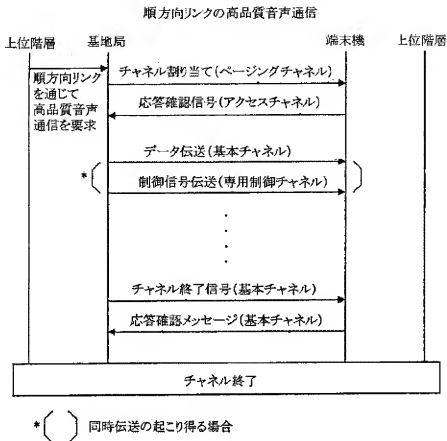 順方向リンクの高品質音声通信
上位階層
基地局
端末機
上位階層
順方向リンク
を通じて
高品質音声
通信を要求
チャネル割り当て(ページングチャネル)
応答確認信号(アクセスチャネル)
データ伝送(基本チャネル)
*
制御信号伝送(専用制御チャネル)
チャネル終了信号(基本チャネル)
応答確認メッセージ(基本チャネル)
チャネル終了
*( ) 同時伝送の起こり得る場合